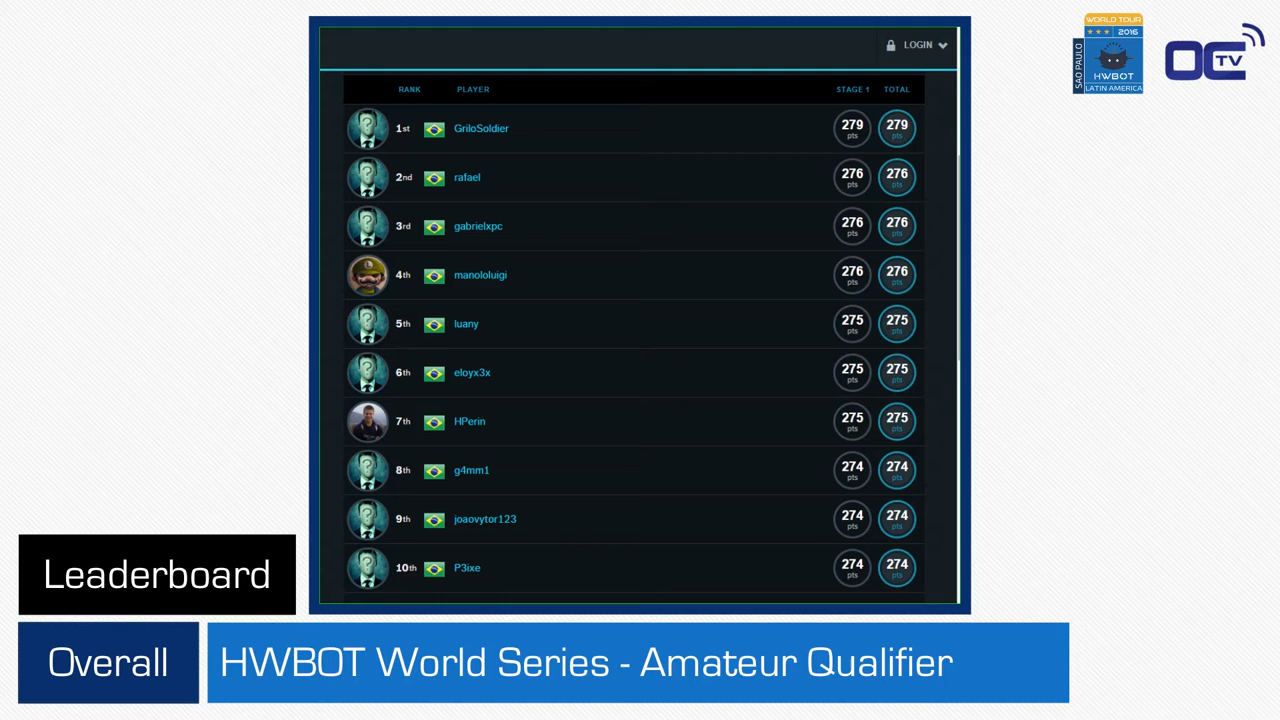 LOGIN
RANK PLAYER STAGE 1 TOTAL
1st GriloSoldier 279 pts 279 pts
2nd rafael 276 pts 276 pts
3rd gabrielxpc 276 pts 276 pts
4th manololuigi 276 pts 276 pts
5th luany 275 pts 275 pts
6th eloyx3x 275 pts 275 pts
7th HPerin 275 pts 275 pts
8th g4mm1 274 pts 274 pts
9th joaovytor123 274 pts 274 pts
10th P3ixe 274 pts 274 pts
WORLD TOUR
2016
SAO PAULO
HWBOT
LATIN AMERICA
OCTV
Leaderboard
Overall
HWBOT World Series - Amateur Qualifier